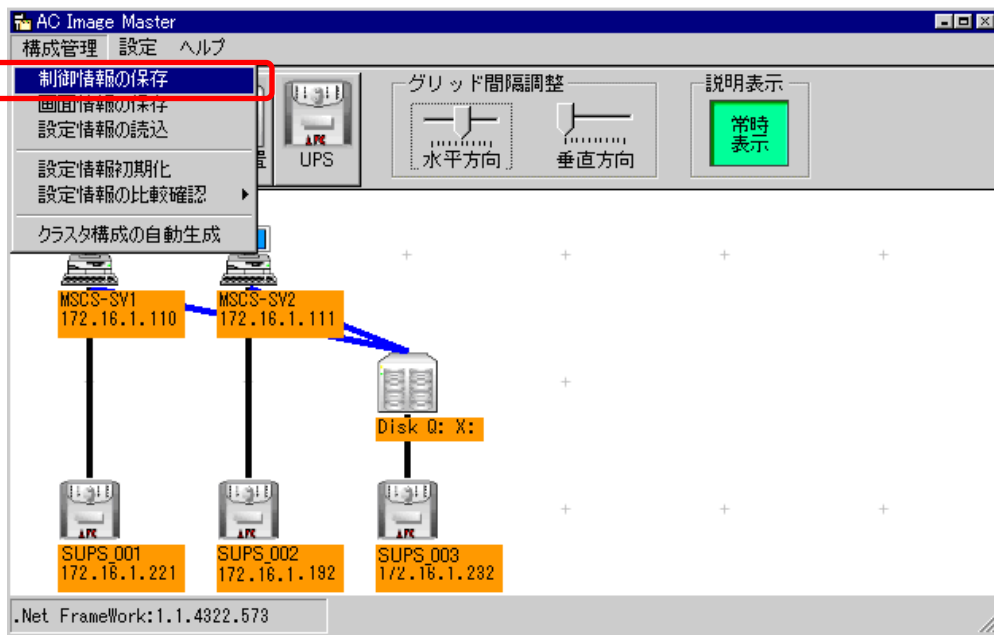 AC Image Master
構成管理 設定 ヘルプ
制御情報の保存
画面情報の保存
設定情報の読込
設定情報初期化
設定情報の比較確認
クラスタ構成の自動生成
置
APC
UPS
グリッド間隔調整
水平方向
垂直方向
説明表示
常時
表示
MSCS-SV1
172.16.1.110
MSCS-SV2
172.16.1.111
Disk Q: X:
APC
APC
APC
SUPS_001
172.16.1.221
SUPS_002
172.16.1.192
SUPS_003
172.16.1.232
.Net FrameWork:1.1.4322.573